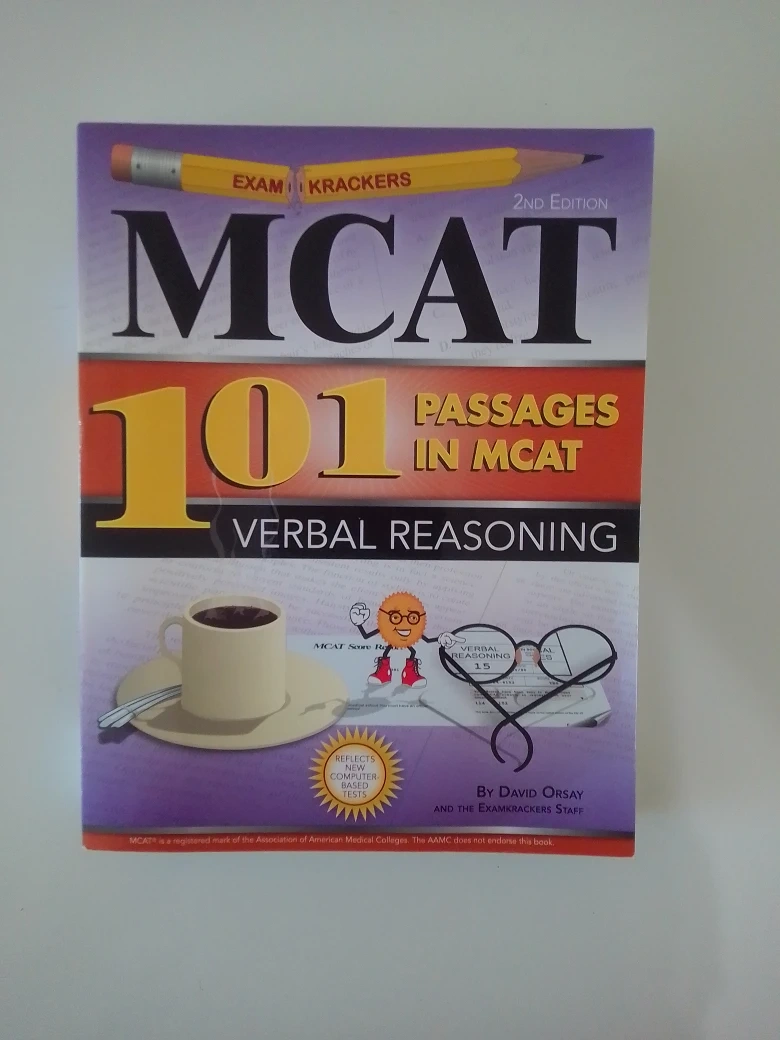 EXAM KRACKERS
2ND EDITION
MCAT
101
PASSAGES
IN MCAT
VERBAL REASONING
MCAT Score
VERBAL
REASONING
15
REFLECTS
NEW
COMPUTER-
BASED
TESTS
BY DAVID ORSAY
AND THE EXAMKRACKERS STAFF
MCAT® is a registered mark of the Association of American Medical Colleges. The AAMC does not endorse this book.